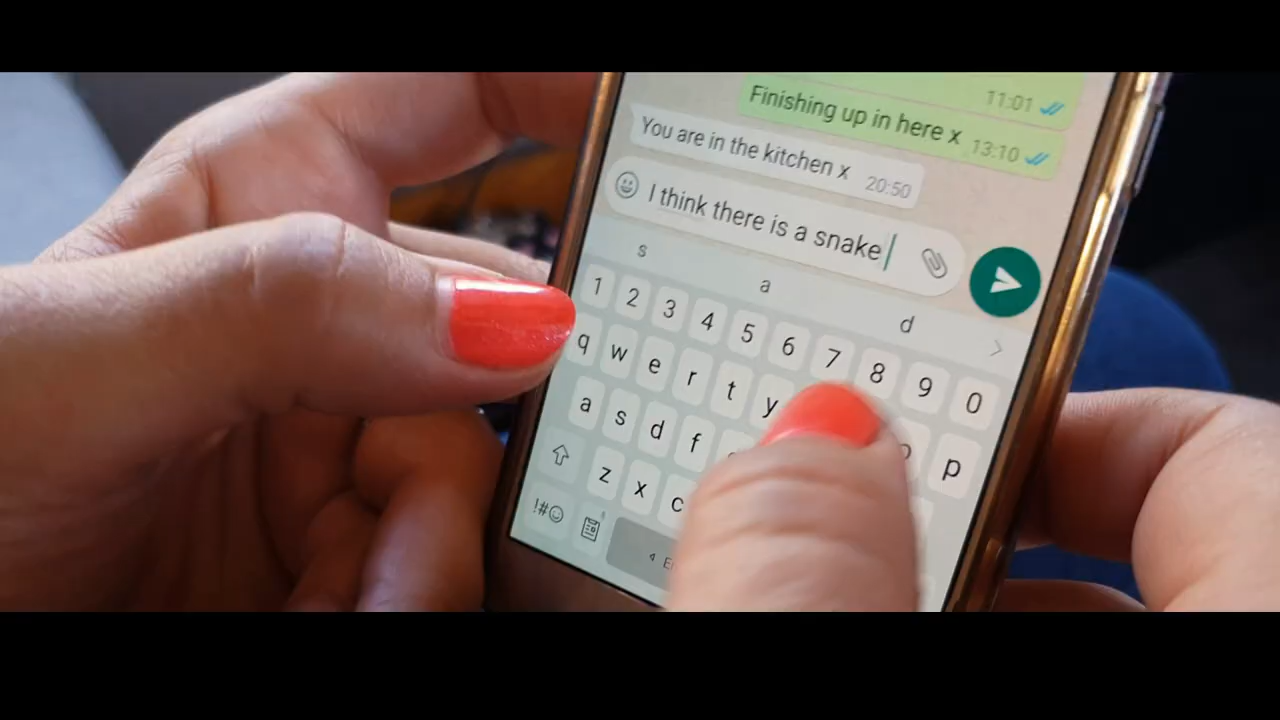 11:01
Finishing up in here x 13:10
You are in the kitchen x 20:50
I think there is a snake
s a d
1 2 3 4 5 6 7 8 9 0
q w e r t y p
a s d f
z x c
!#☺